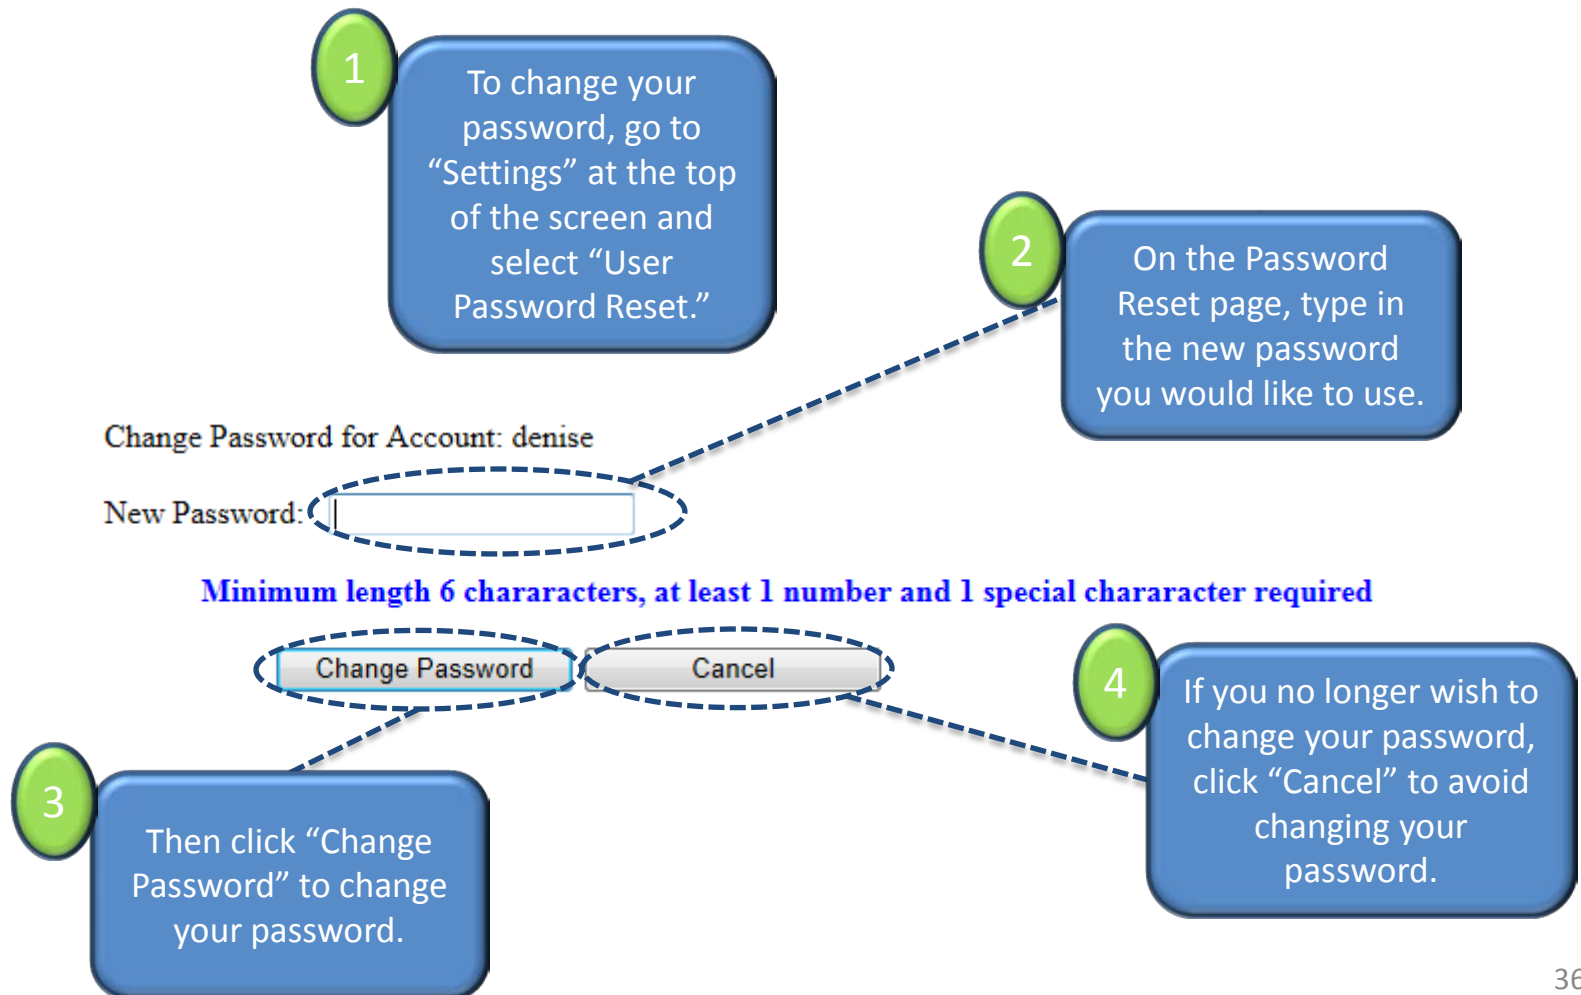 1
To change your
password, go to
“Settings” at the top
of the screen and
select “User
Password Reset.”
2
On the Password
Reset page, type in
the new password
you would like to use.
Change Password for Account: denise
New Password:
Minimum length 6 chararacters, at least 1 number and 1 special chararacter required
Change Password
Cancel
3
Then click “Change
Password” to change
your password.
4
If you no longer wish to
change your password,
click “Cancel” to avoid
changing your
password.
36